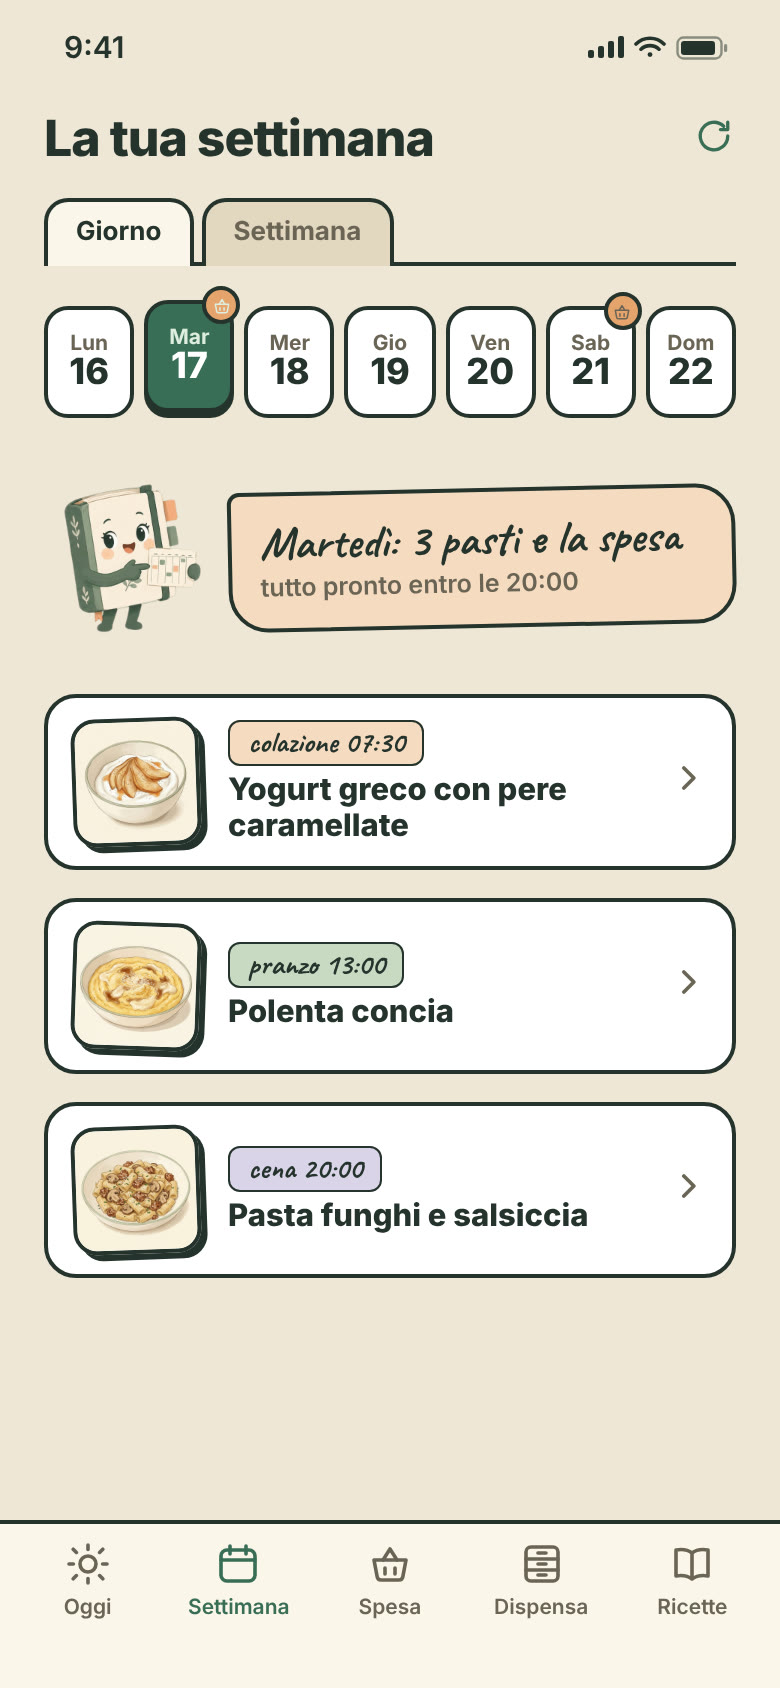 9:41
La tua settimana
Giorno
Settimana
Lun
16
Mar
17
Mer
18
Gio
19
Ven
20
Sab
21
Dom
22
Martedì: 3 pasti e la spesa
tutto pronto entro le 20:00
colazione 07:30
Yogurt greco con pere
caramellate
pranzo 13:00
Polenta concia
cena 20:00
Pasta funghi e salsiccia
Oggi
Settimana
Spesa
Dispensa
Ricette